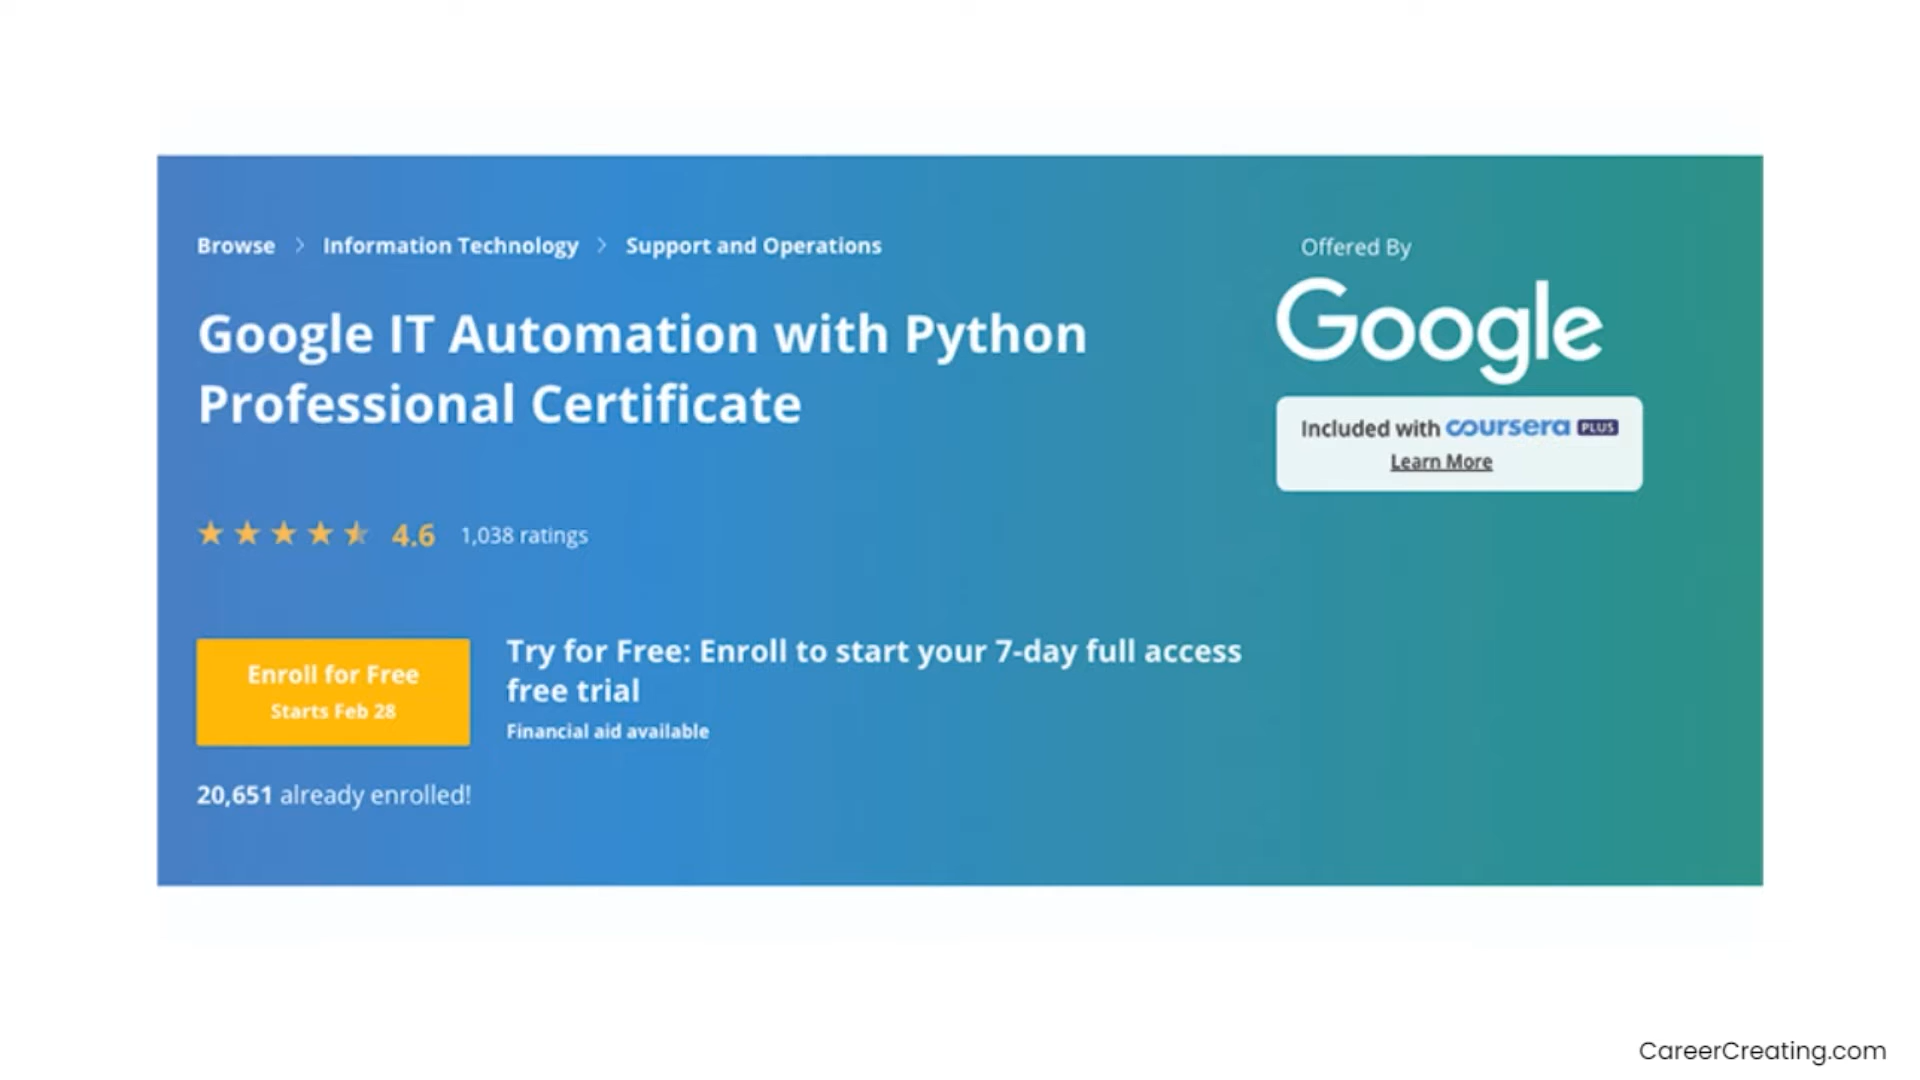 Browse > Information Technology > Support and Operations
Offered By
Google
Google IT Automation with Python
Professional Certificate
Included with coursera PLUS
Learn More
4.6 1,038 ratings
Enroll for Free
Starts Feb 28
Try for Free: Enroll to start your 7-day full access
free trial
Financial aid available
20,651 already enrolled!
CareerCreating.com